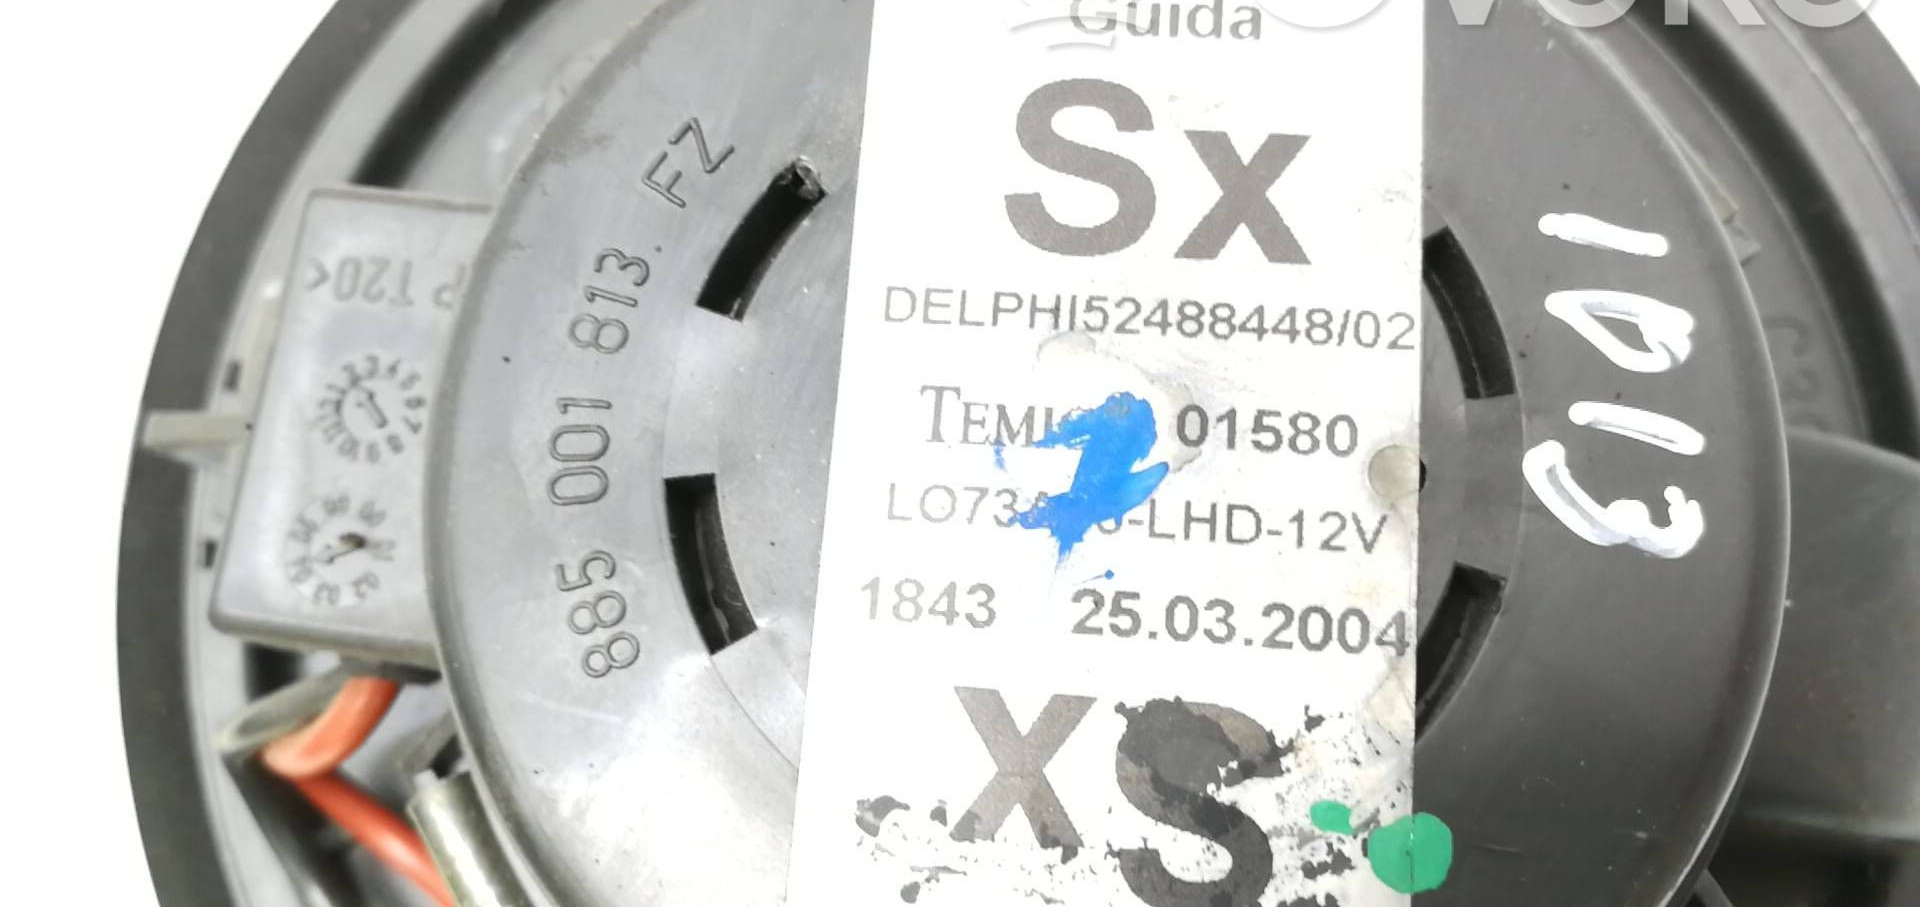 Guida
Sx
DELPHI52488448/02
01580
-LHD-12V
1843 25.03.2004
XS
885 001 813. FZ
T20<
1013